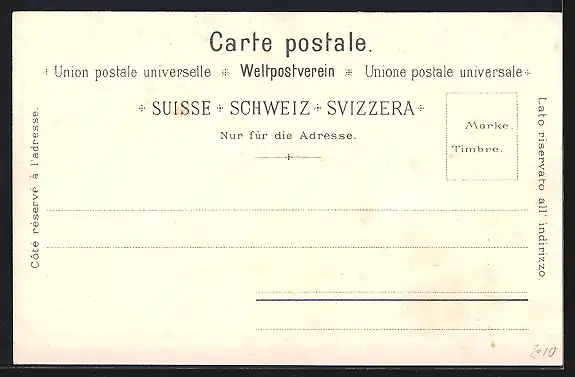 Carte postale.
Union postale universelle Weltpostverein Unione postale universale
SUISSE SCHWEIZ SVIZZERA
Nur für die Adresse.
Marke.
Timbre.
Côté réservé à l'adresse.
Lato riservato all' indirizzo.